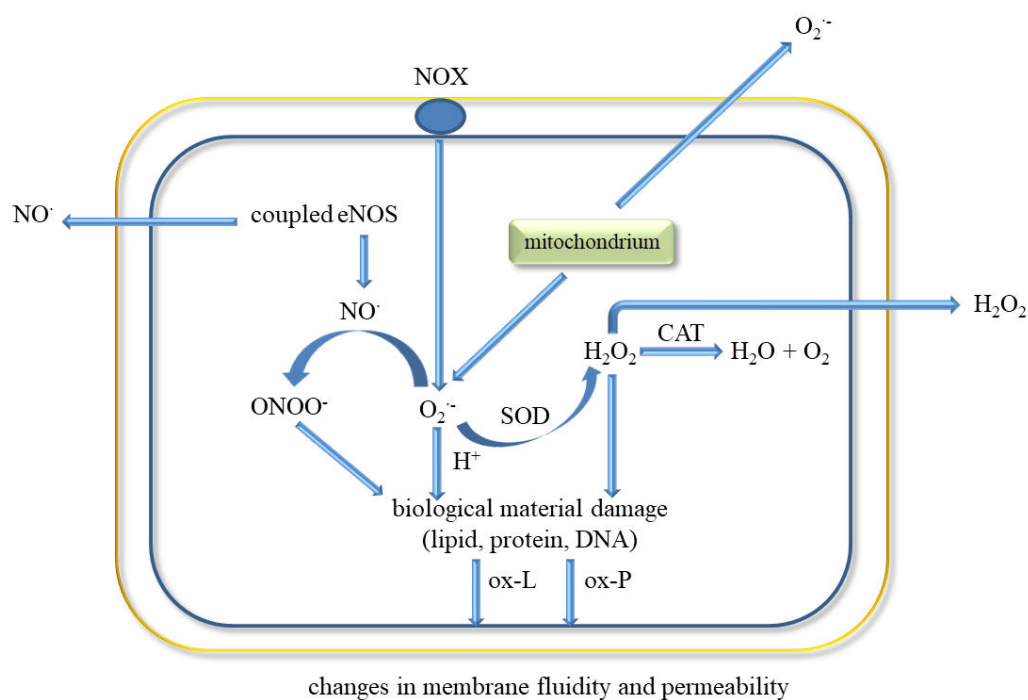 O₂˙⁻
NOX
NO˙
coupled eNOS
mitochondrium
NO˙
H₂O₂
CAT
H₂O₂
H₂O + O₂
ONOO⁻
O₂˙⁻
SOD
H⁺
biological material damage
(lipid, protein, DNA)
ox-L
ox-P
changes in membrane fluidity and permeability